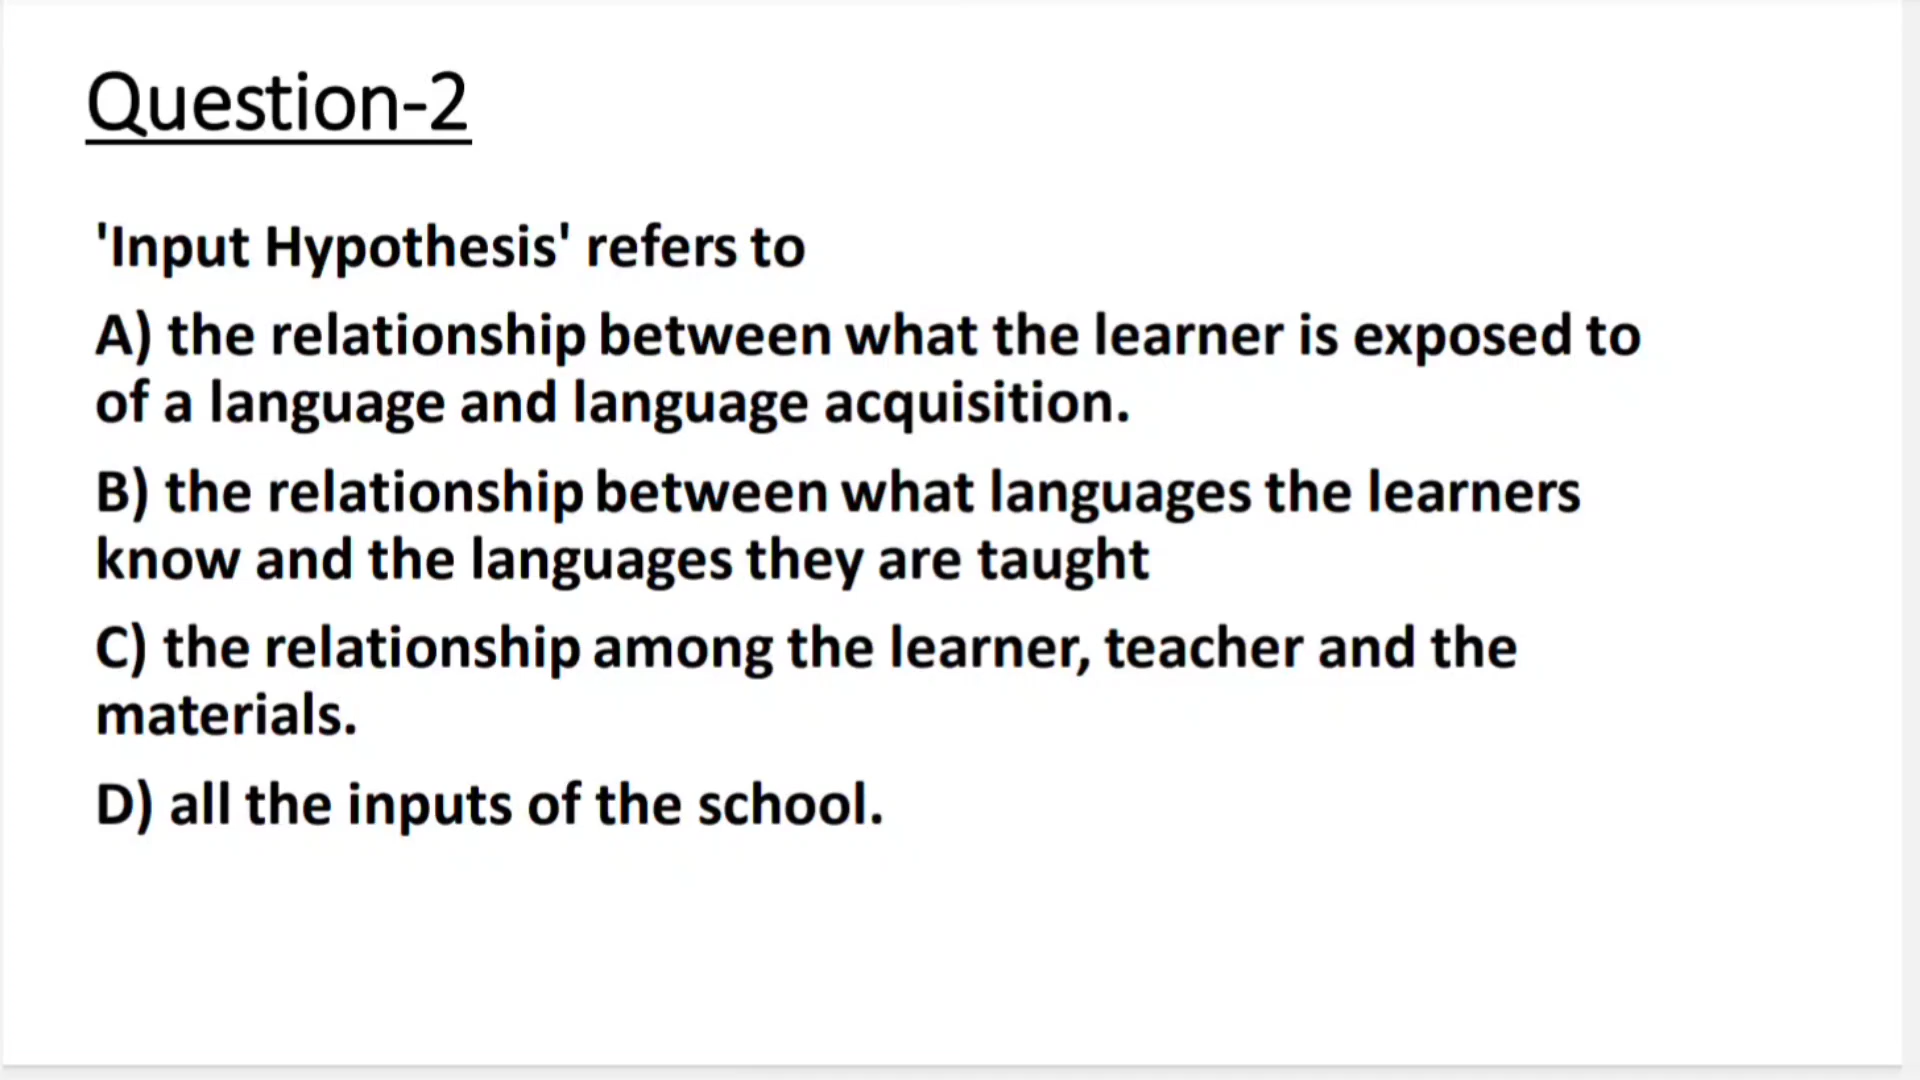 Question-2
'Input Hypothesis' refers to
A) the relationship between what the learner is exposed to
of a language and language acquisition.
B) the relationship between what languages the learners
know and the languages they are taught
C) the relationship among the learner, teacher and the
materials.
D) all the inputs of the school.